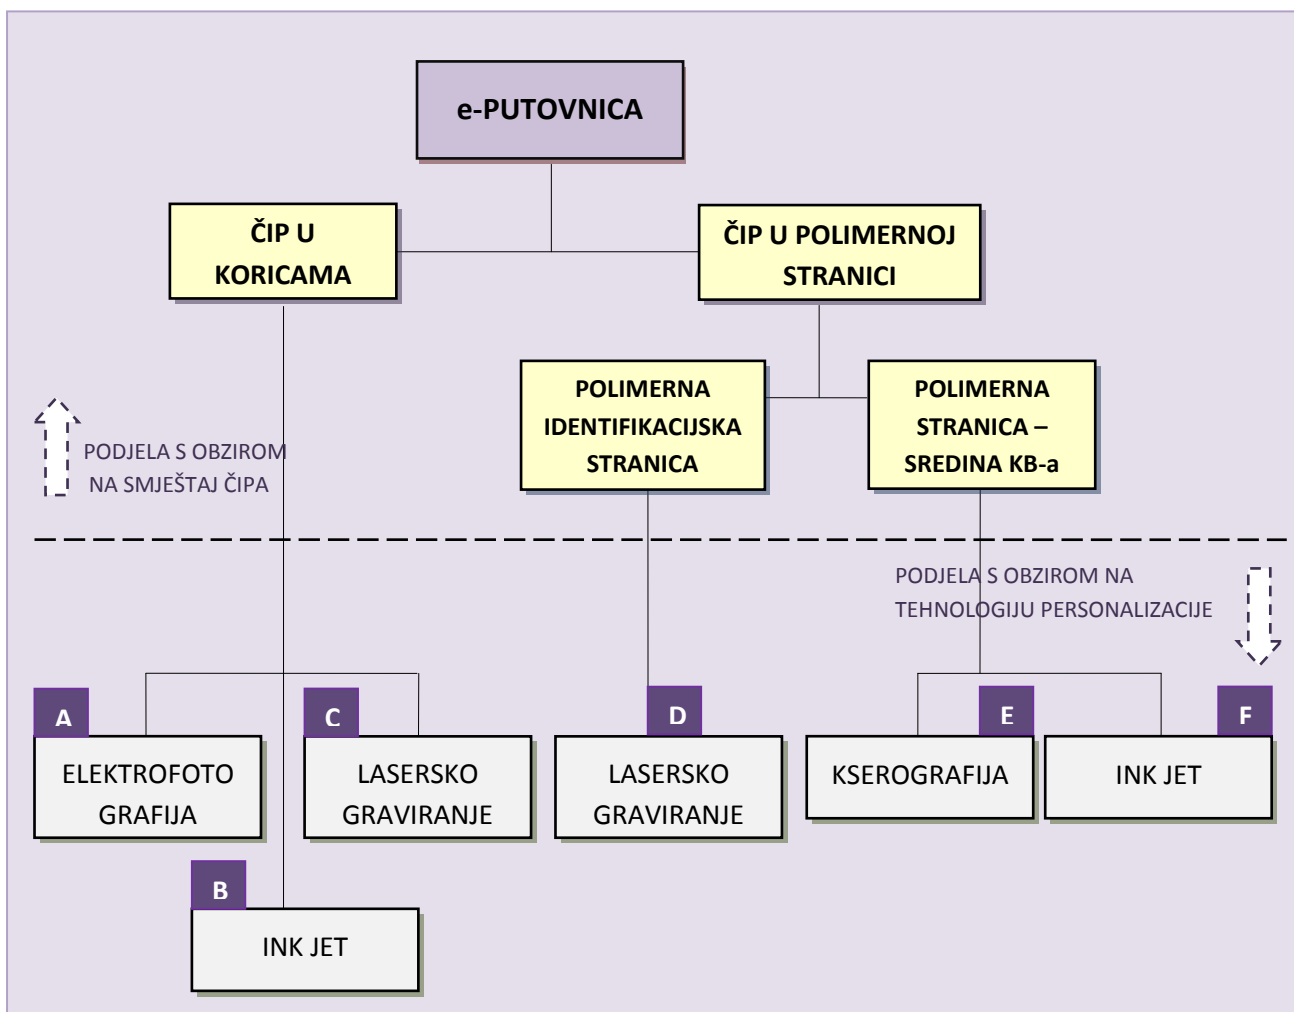 e-PUTOVNICA
ČIP U
KORICAMA
ČIP U POLIMERNOJ
STRANICI
POLIMERNA
IDENTIFIKACIJSKA
STRANICA
POLIMERNA
STRANICA –
SREDINA KB-a
PODJELA S OBZIROM
NA SMJEŠTAJ ČIPA
PODJELA S OBZIROM NA
TEHNOLOGIJU PERSONALIZACIJE
A
ELEKTROFOTO
GRAFIJA
C
LASERSKO
GRAVIRANJE
D
LASERSKO
GRAVIRANJE
E
KSEROGRAFIJA
F
INK JET
B
INK JET